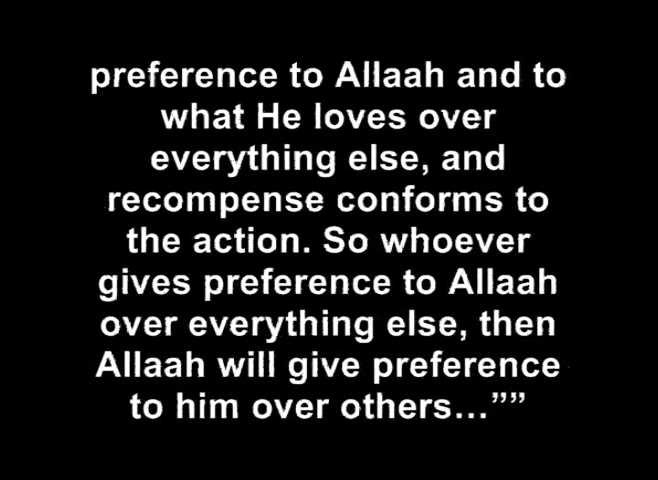 preference to Allaah and to
what He loves over
everything else, and
recompense conforms to
the action. So whoever
gives preference to Allaah
over everything else, then
Allaah will give preference
to him over others...””